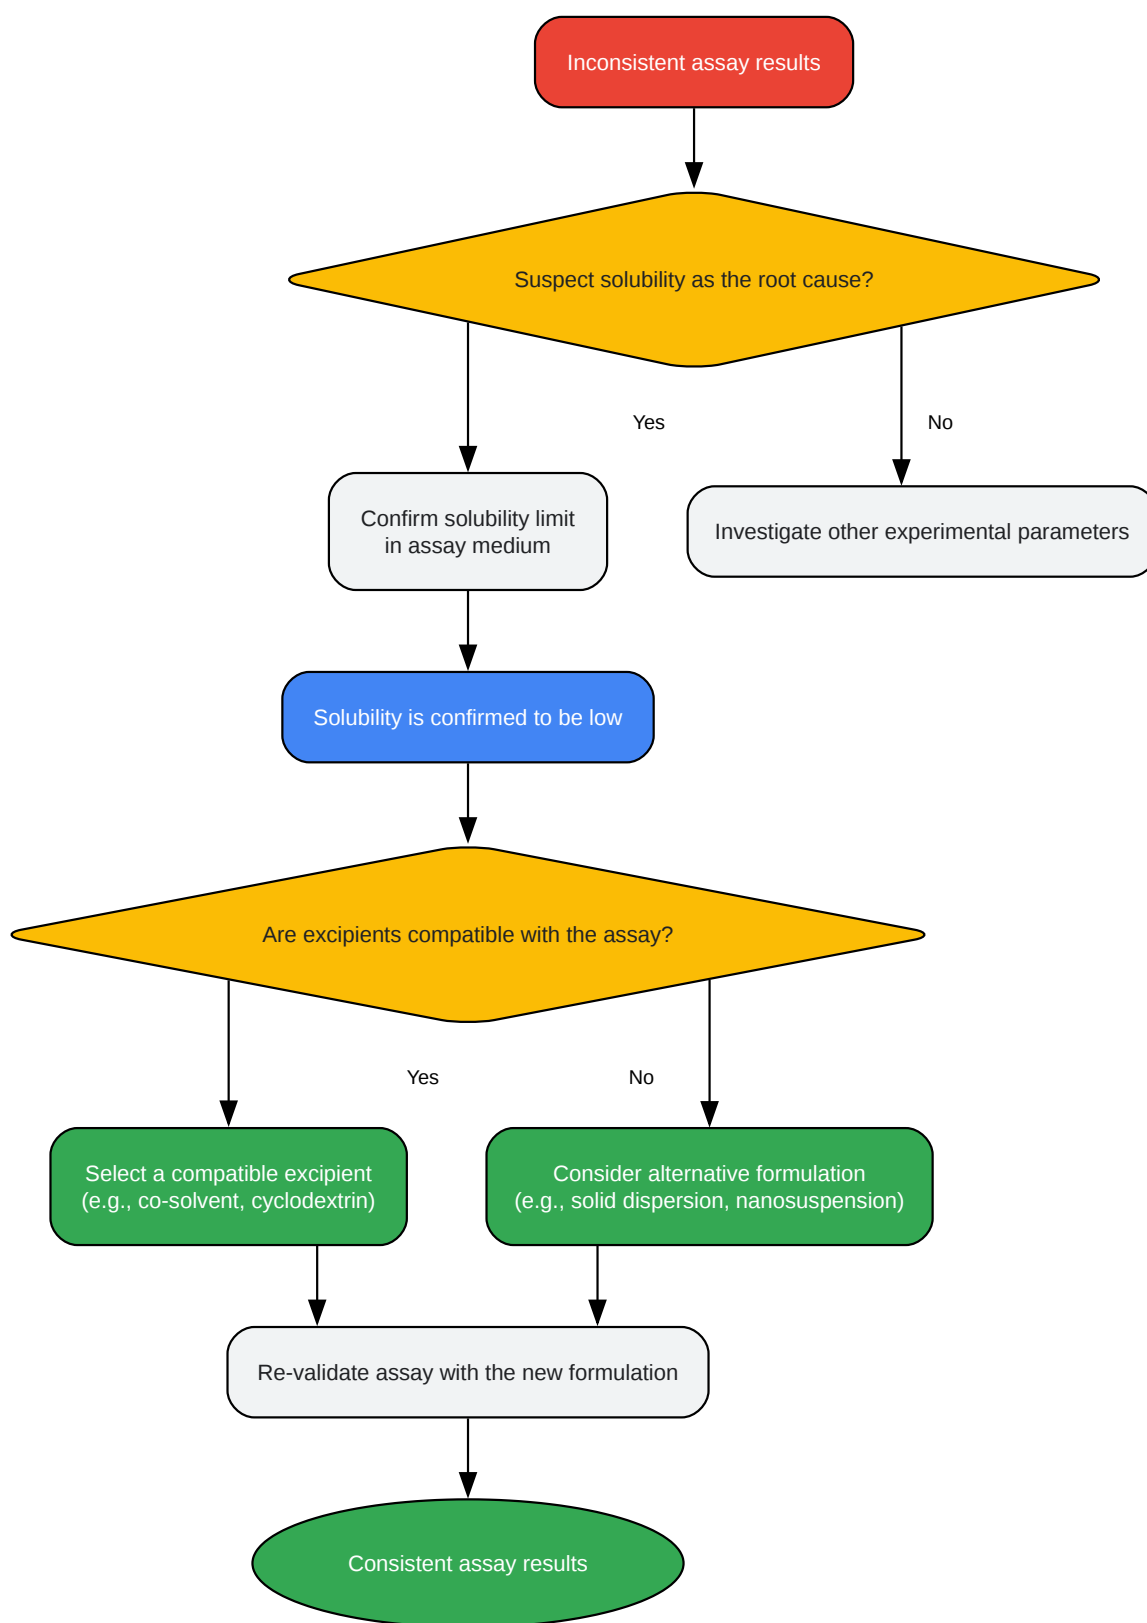 Inconsistent assay results
Suspect solubility as the root cause?
Yes
No
Confirm solubility limit
in assay medium
Investigate other experimental parameters
Solubility is confirmed to be low
Are excipients compatible with the assay?
Yes
No
Select a compatible excipient
(e.g., co-solvent, cyclodextrin)
Consider alternative formulation
(e.g., solid dispersion, nanosuspension)
Re-validate assay with the new formulation
Consistent assay results